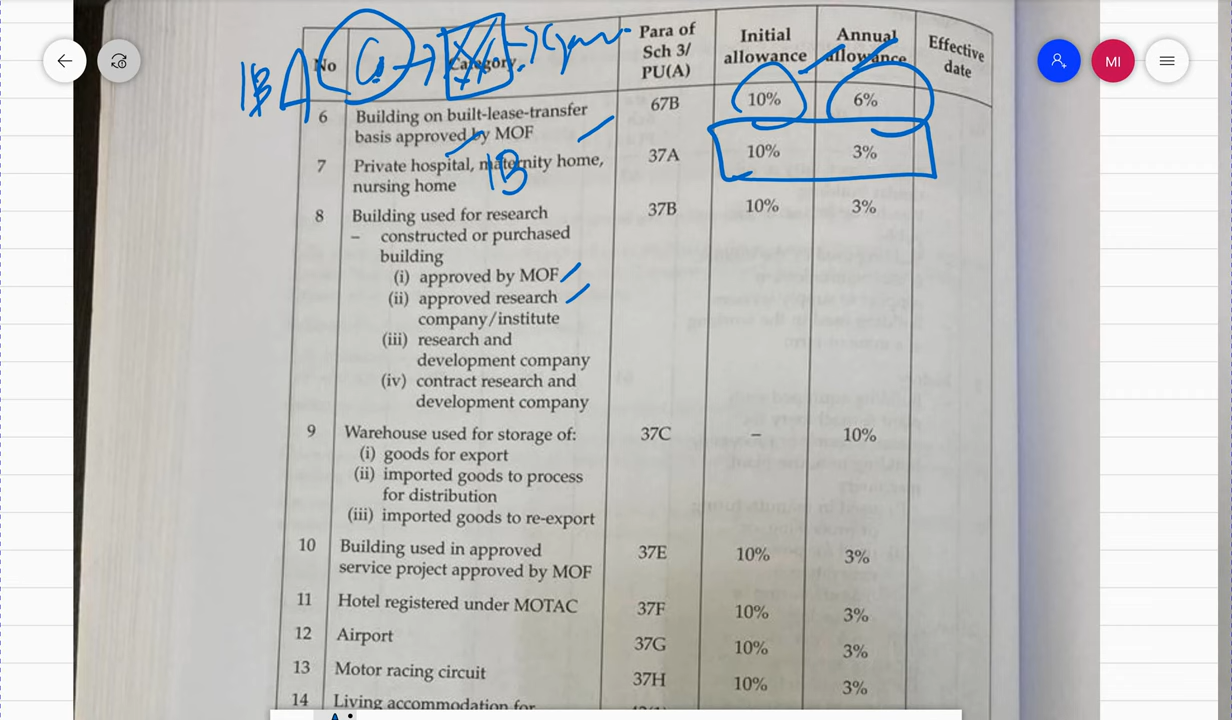 MI
No
Category
Para of
Sch 3/
PU(A)
Initial
allowance
Annual
allowance
Effective
date
6 Building on built-lease-transfer
basis approved by MOF
67B 10% 6%
7 Private hospital, maternity home,
nursing home
37A 10% 3%
IB
8 Building used for research
37B 10% 3%
– constructed or purchased
building
(i) approved by MOF
(ii) approved research
company/institute
(iii) research and
development company
(iv) contract research and
development company
9 Warehouse used for storage of:
37C – 10%
(i) goods for export
(ii) imported goods to process
for distribution
(iii) imported goods to re-export
10 Building used in approved
service project approved by MOF
37E 10% 3%
11 Hotel registered under MOTAC
37F 10% 3%
12 Airport 37G 10% 3%
13 Motor racing circuit 37H 10% 3%
14 Living accommodation for